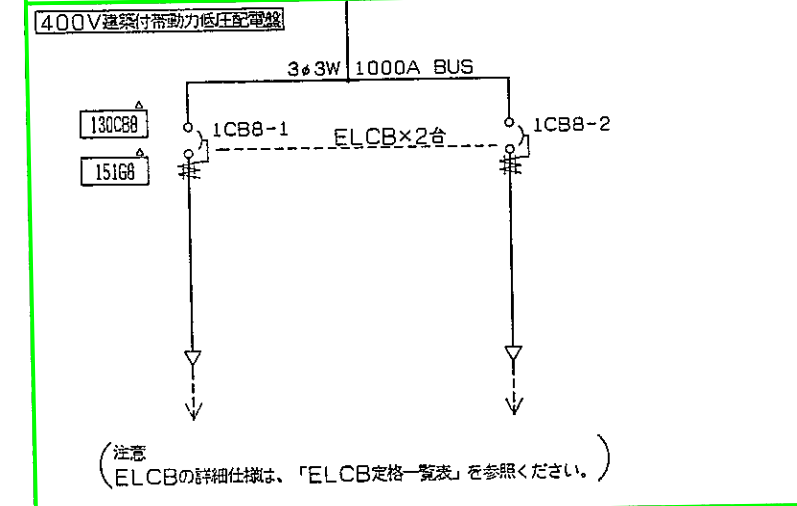 400V建築付帯動力低圧配電盤
3φ3W 1000A BUS
130CB8
1CB8-1
ELCB×2台
1CB8-2
151G8
注意
ELCBの詳細仕様は、「ELCB定格一覧表」を参照ください。